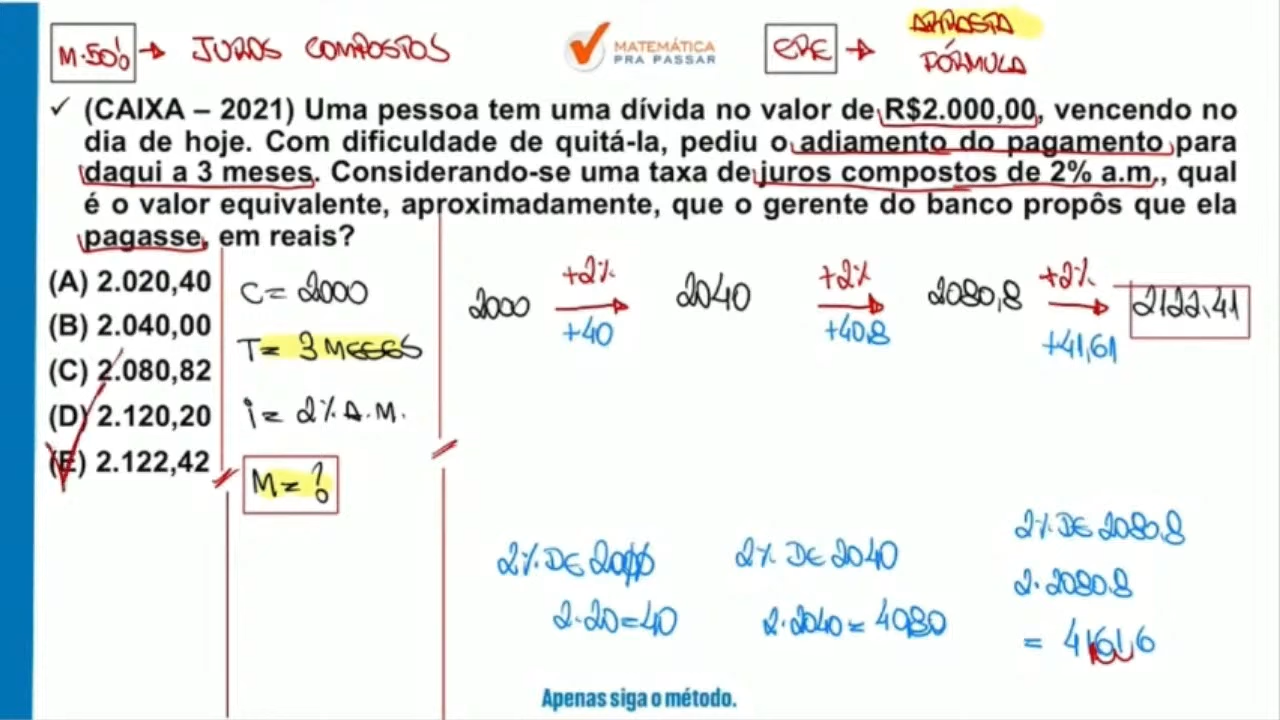 M.50! → JUROS COMPOSTOS
MATEMÁTICA
PRA PASSAR
→ ARROSTA
FÓRMULA
✓ (CAIXA – 2021) Uma pessoa tem uma dívida no valor de R$2.000,00, vencendo no
dia de hoje. Com dificuldade de quitá-la, pediu o adiamento do pagamento para
daqui a 3 meses. Considerando-se uma taxa de juros compostos de 2% a.m., qual
é o valor equivalente, aproximadamente, que o gerente do banco propôs que ela
pagasse, em reais?
(A) 2.020,40
(B) 2.040,00
(C) 2.080,82
(D) 2.120,20
(E) 2.122,42
C= 2000
T= 3 MESES
i= 2% A.M.
M= ?
+2% +2% +2%
2000 → 2040 → 2080,8 → 2122,41
+40 +40,8 +41,61
2% DE 2000
2.20=40
2% DE 2040
2.2040= 4080
2% DE 2080,8
2.2080,8
= 4161,6
Apenas siga o método.